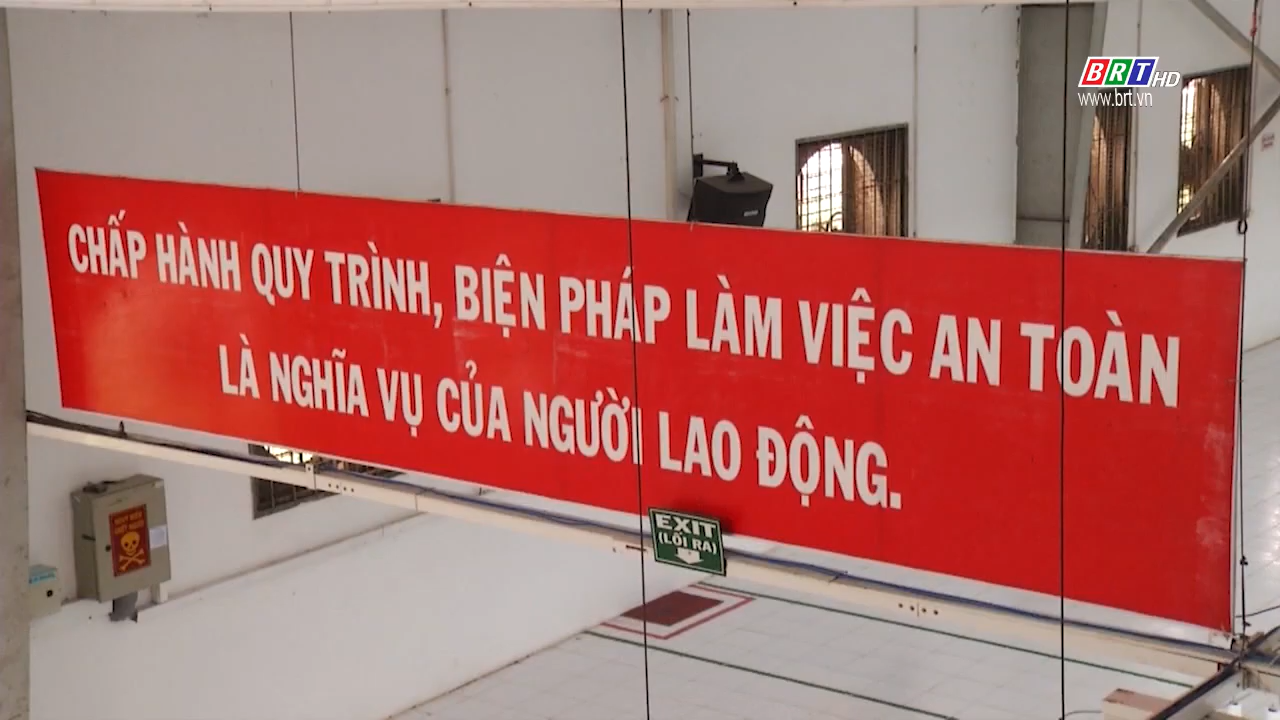 BRT HD
www.brt.vn
CHẤP HÀNH QUY TRÌNH, BIỆN PHÁP LÀM VIỆC AN TOÀN
LÀ NGHĨA VỤ CỦA NGƯỜI LAO ĐỘNG.
EXIT
(LỐI RA)